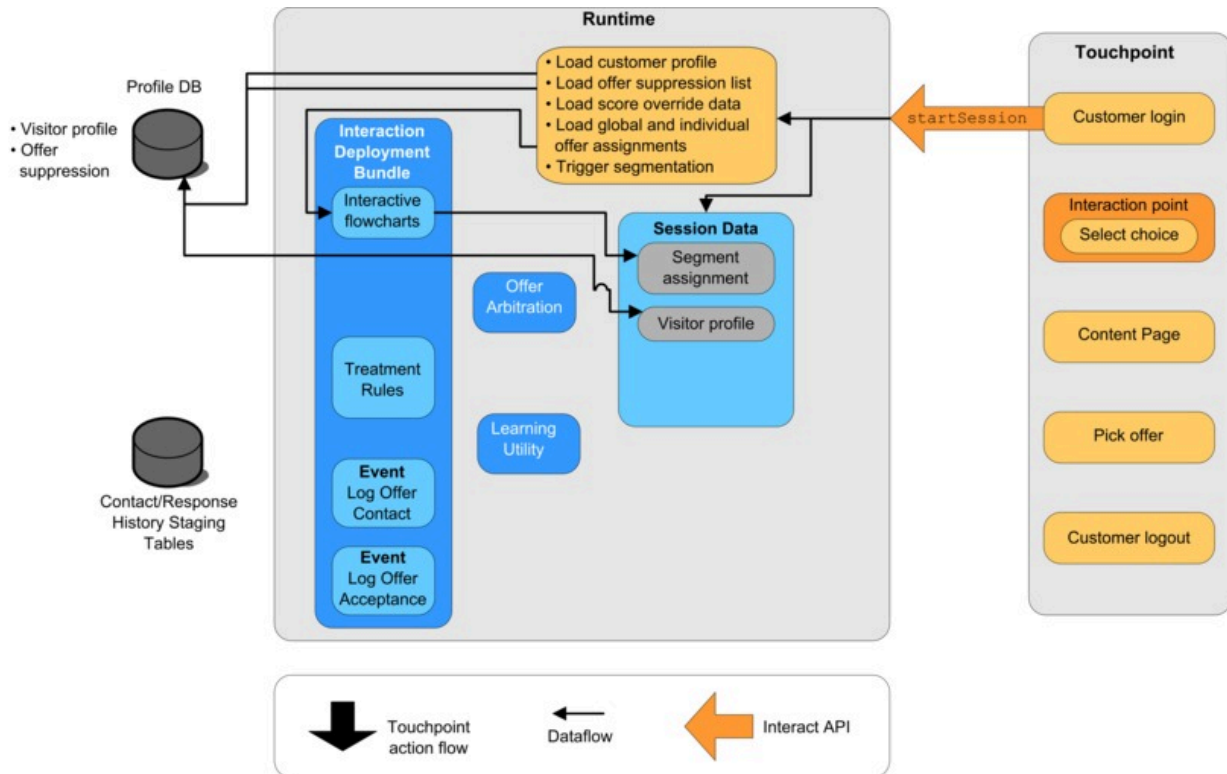 Runtime
Touchpoint
Profile DB
• Visitor profile
• Offer
suppression
• Load customer profile
• Load offer suppression list
• Load score override data
• Load global and individual
offer assignments
• Trigger segmentation
startSession
Customer login
Interaction
Deployment
Bundle
Interactive
flowcharts
Session Data
Segment
assignment
Visitor profile
Interaction point
Select choice
Offer
Arbitration
Content Page
Treatment
Rules
Learning
Utility
Pick offer
Contact/Response
History Staging
Tables
Event
Log Offer
Contact
Customer logout
Event
Log Offer
Acceptance
Touchpoint
action flow
Dataflow
Interact API